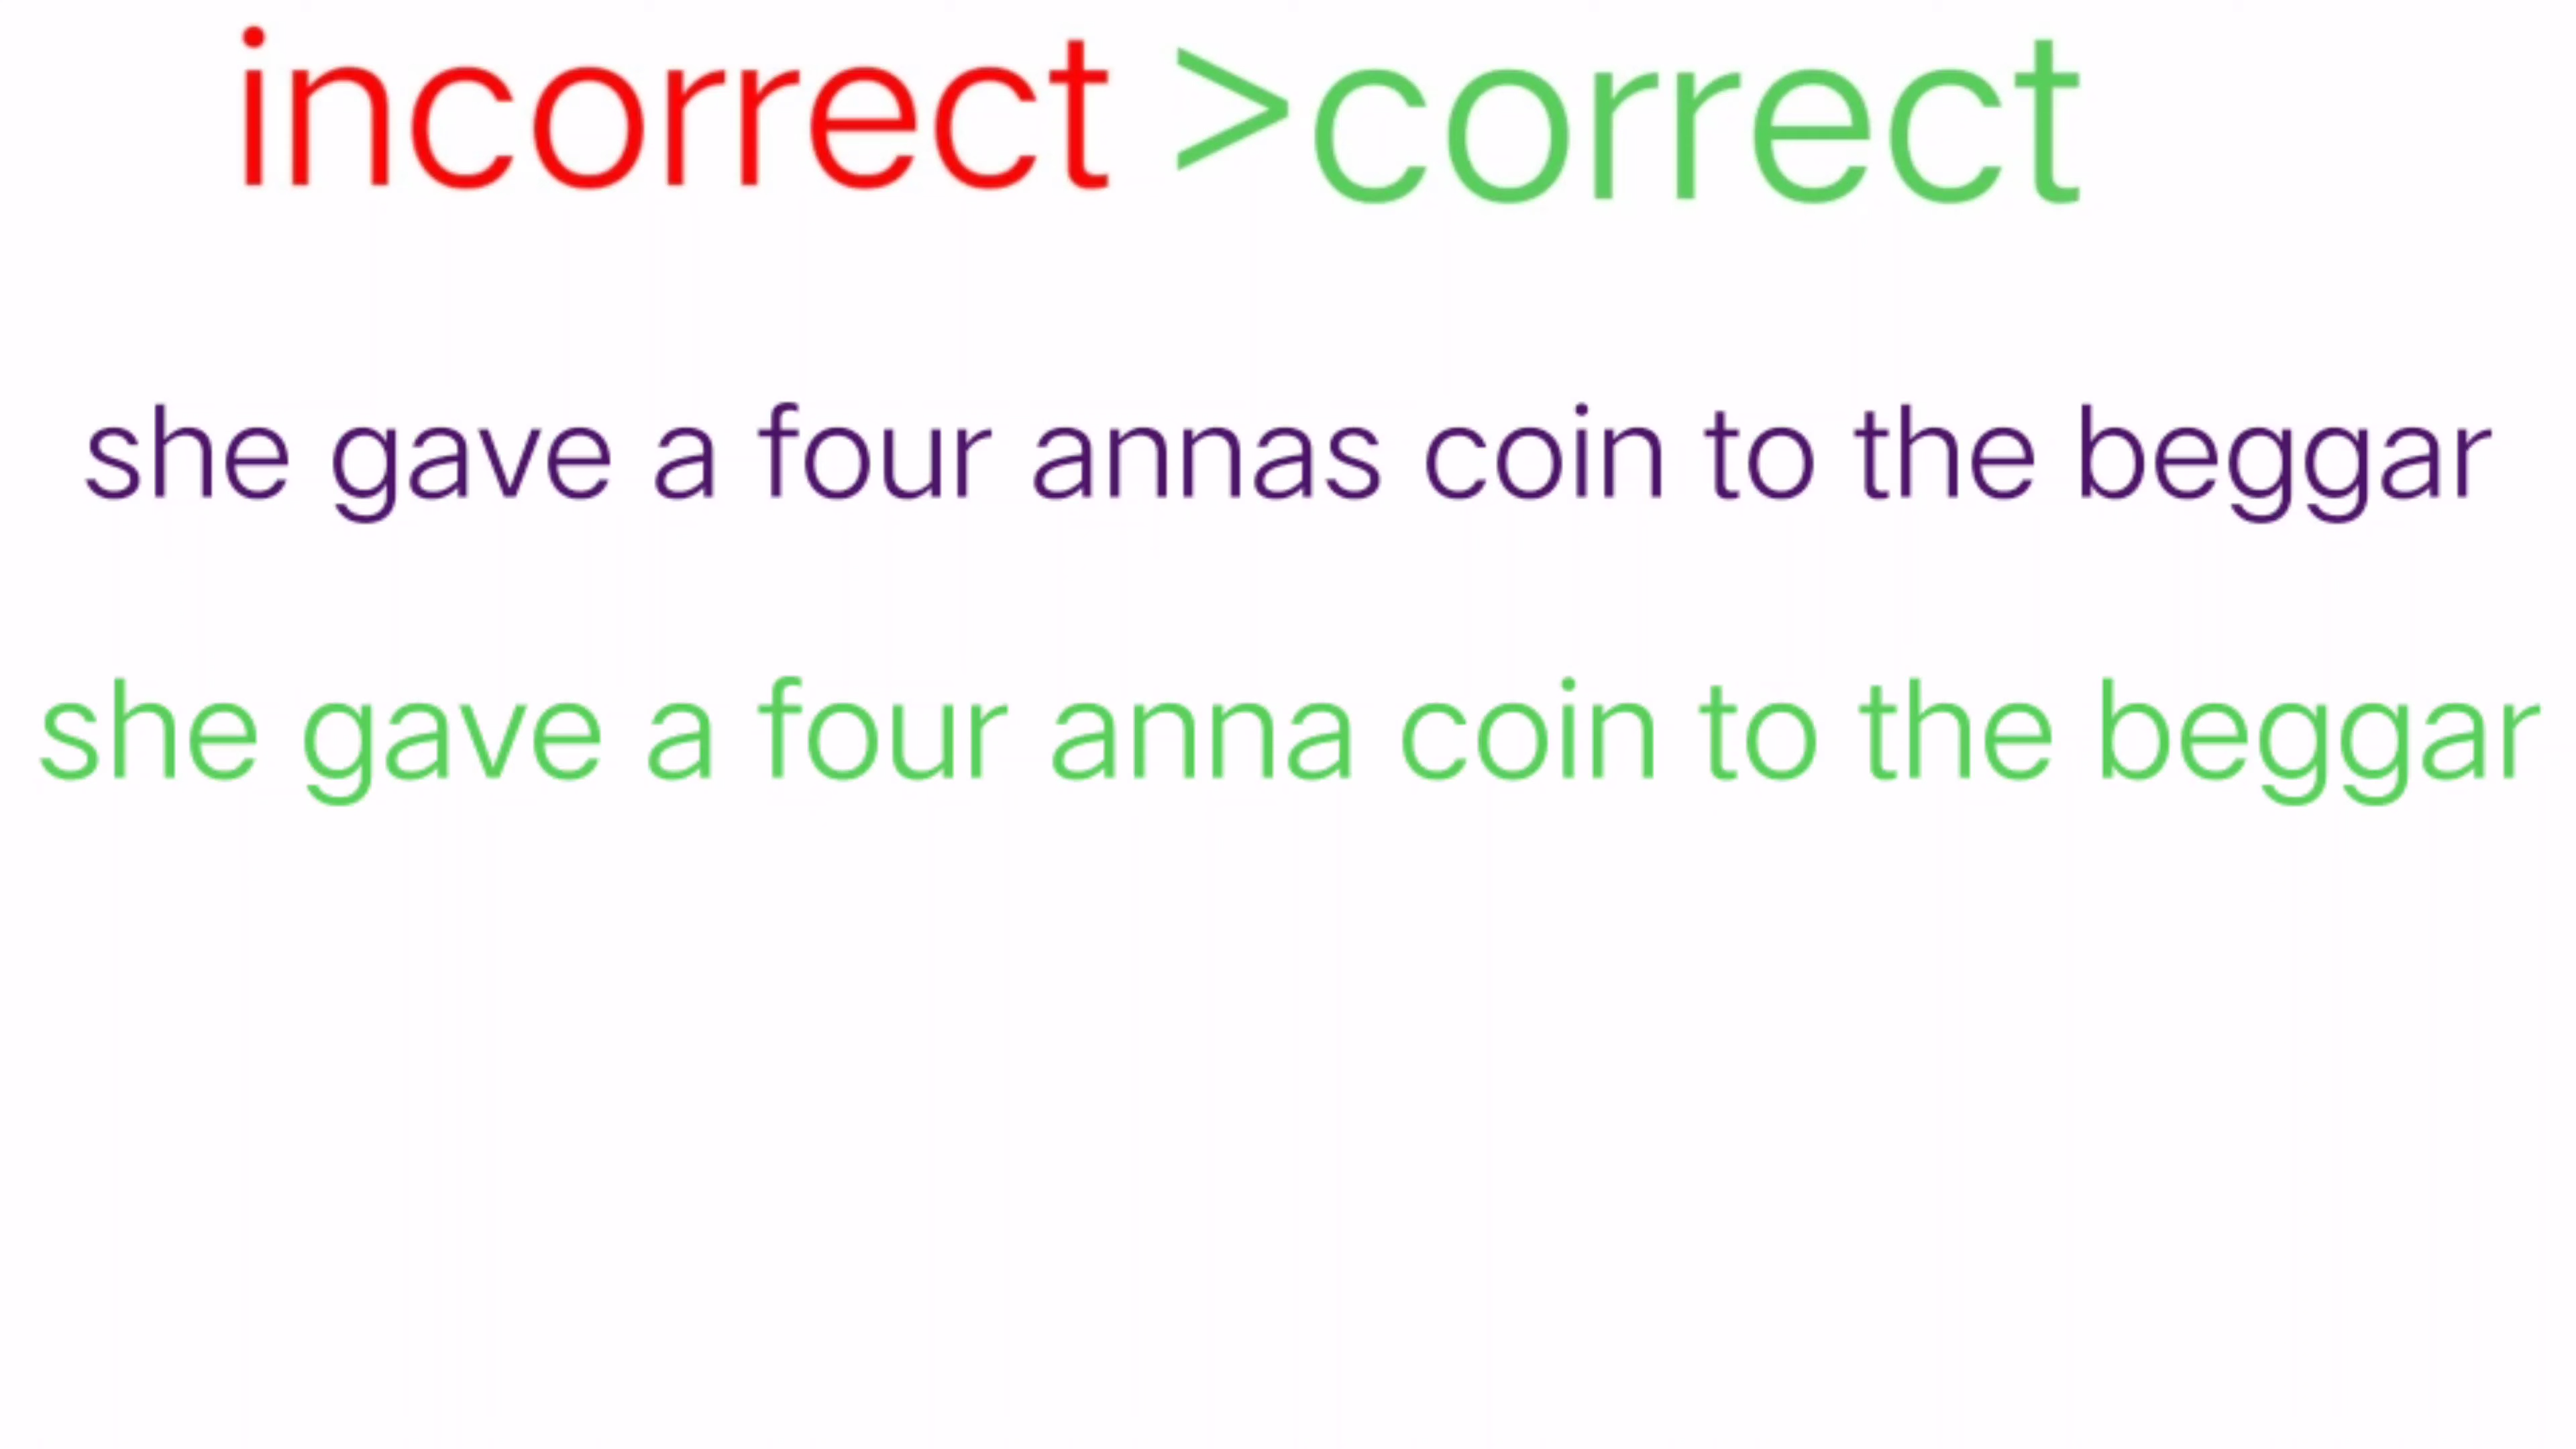 incorrect >correct
she gave a four annas coin to the beggar
she gave a four anna coin to the beggar